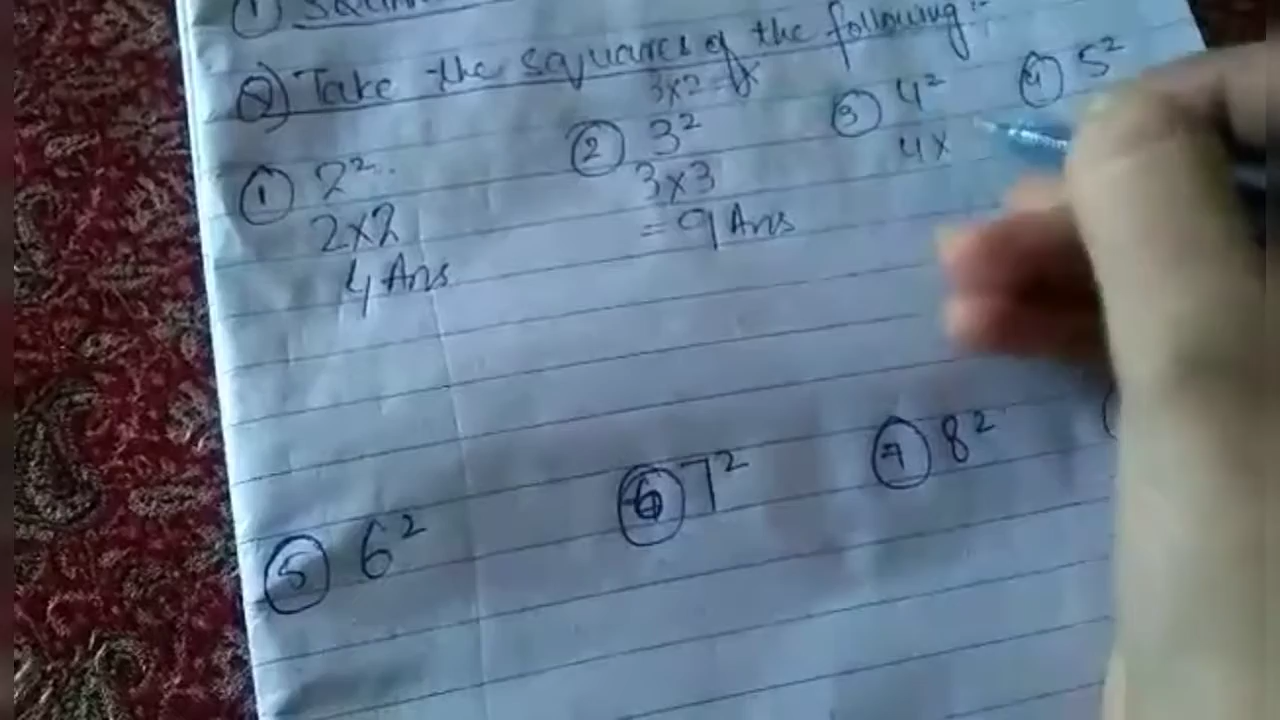 ①
Q) Take the squares of the following:-
3x2 =
① 2² ② 3² ③ 4² ④ 5²
2x2 3x3 4x
4 Ans = 9 Ans
⑤ 6² ⑥ 7² ⑦ 8²